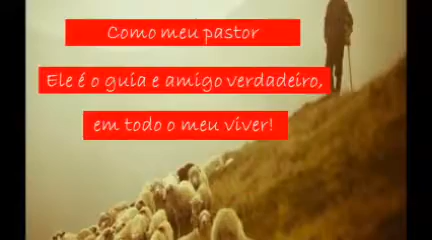 Como meu pastor
Ele é o guia e amigo verdadeiro,
em todo o meu viver!